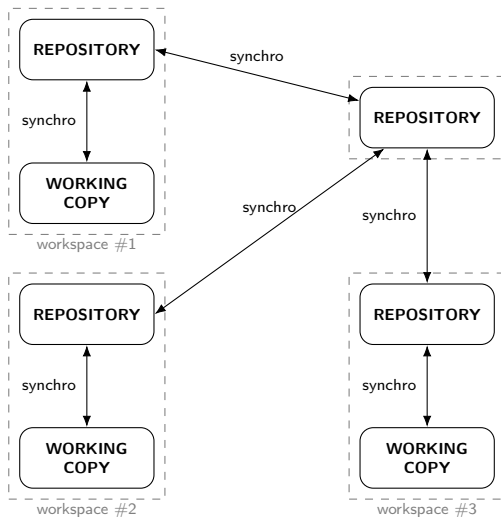 REPOSITORY
synchro
WORKING
COPY
workspace #1
synchro
REPOSITORY
synchro
synchro
REPOSITORY
synchro
WORKING
COPY
workspace #2
REPOSITORY
synchro
WORKING
COPY
workspace #3